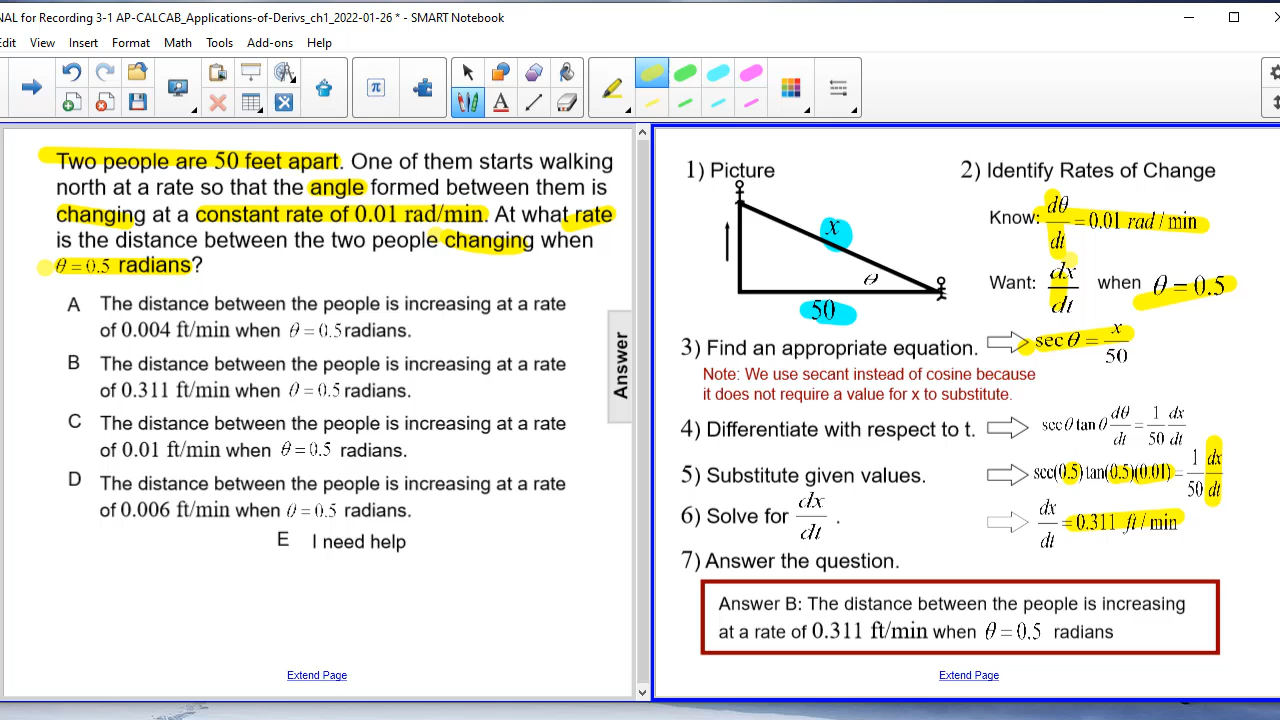 NAL for Recording 3-1 AP-CALCAB_Applications-of-Derivs_ch1_2022-01-26 * - SMART Notebook
Edit View Insert Format Math Tools Add-ons Help
Two people are 50 feet apart. One of them starts walking
north at a rate so that the angle formed between them is
changing at a constant rate of 0.01 rad/min. At what rate
is the distance between the two people changing when
θ = 0.5 radians?
A The distance between the people is increasing at a rate
of 0.004 ft/min when θ = 0.5 radians.
B The distance between the people is increasing at a rate
of 0.311 ft/min when θ = 0.5 radians.
C The distance between the people is increasing at a rate
of 0.01 ft/min when θ = 0.5 radians.
D The distance between the people is increasing at a rate
of 0.006 ft/min when θ = 0.5 radians.
E I need help
Extend Page
Answer
1) Picture
x
θ
50
2) Identify Rates of Change
Know: dθ/dt = 0.01 rad / min
Want: dx/dt when θ = 0.5
3) Find an appropriate equation. sec θ = x/50
Note: We use secant instead of cosine because
it does not require a value for x to substitute.
4) Differentiate with respect to t. sec θ tan θ dθ/dt = 1/50 dx/dt
5) Substitute given values. sec(0.5) tan(0.5)(0.01) = 1/50 dx/dt
6) Solve for dx/dt . dx/dt = 0.311 ft / min
7) Answer the question.
Answer B: The distance between the people is increasing
at a rate of 0.311 ft/min when θ = 0.5 radians
Extend Page